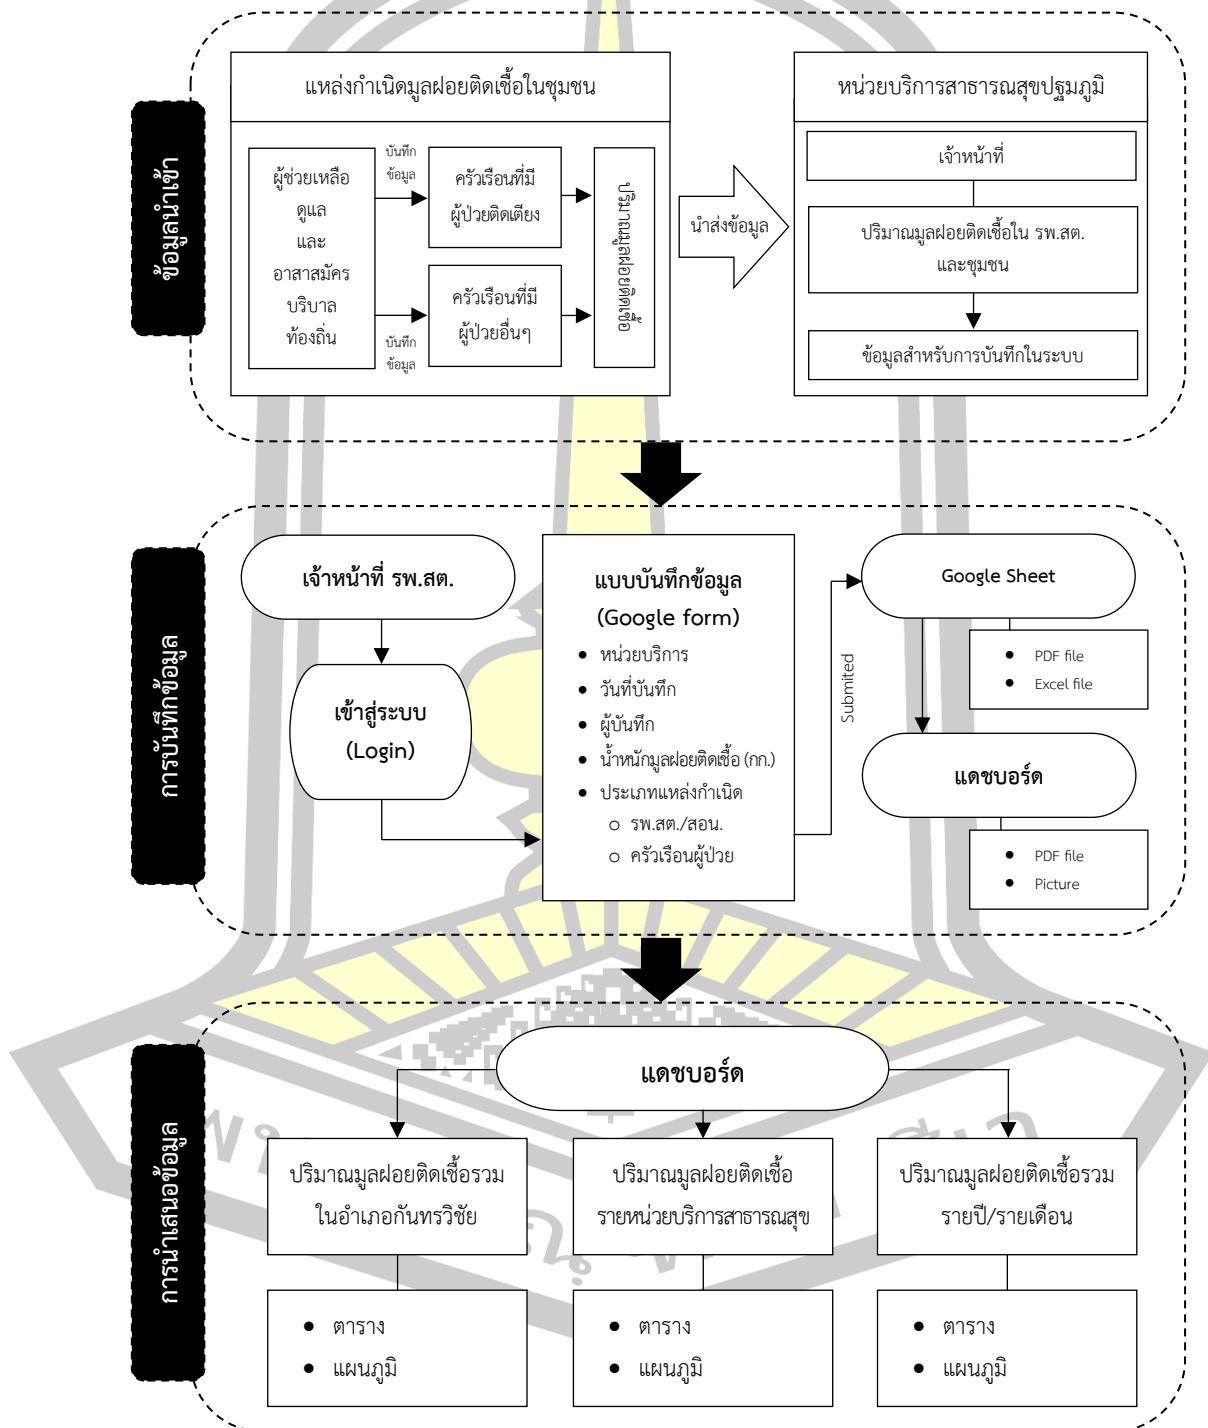 ข้อมูลนำเข้า
แหล่งกำเนิดมูลฝอยติดเชื้อในชุมชน
ผู้ช่วยเหลือ
ดูแล
และ
อาสาสมัคร
บริบาล
ท้องถิ่น
บันทึก
ข้อมูล
ครัวเรือนที่มี
ผู้ป่วยติดเตียง
บันทึก
ข้อมูล
ครัวเรือนที่มี
ผู้ป่วยอื่นๆ
ปริมาณมูลฝอยติดเชื้อ
นำส่งข้อมูล
หน่วยบริการสาธารณสุขปฐมภูมิ
เจ้าหน้าที่
ปริมาณมูลฝอยติดเชื้อใน รพ.สต.
และชุมชน
ข้อมูลสำหรับการบันทึกในระบบ
การบันทึกข้อมูล
เจ้าหน้าที่ รพ.สต.
เข้าสู่ระบบ
(Login)
แบบบันทึกข้อมูล
(Google form)
• หน่วยบริการ
• วันที่บันทึก
• ผู้บันทึก
• น้ำหนักมูลฝอยติดเชื้อ (กก.)
• ประเภทแหล่งกำเนิด
o รพ.สต./สอน.
o ครัวเรือนผู้ป่วย
Submited
Google Sheet
• PDF file
• Excel file
แดชบอร์ด
• PDF file
• Picture
การนำเสนอข้อมูล
แดชบอร์ด
ปริมาณมูลฝอยติดเชื้อรวม
ในอำเภอกันทรวิชัย
• ตาราง
• แผนภูมิ
ปริมาณมูลฝอยติดเชื้อ
รายหน่วยบริการสาธารณสุข
• ตาราง
• แผนภูมิ
ปริมาณมูลฝอยติดเชื้อรวม
รายปี/รายเดือน
• ตาราง
• แผนภูมิ